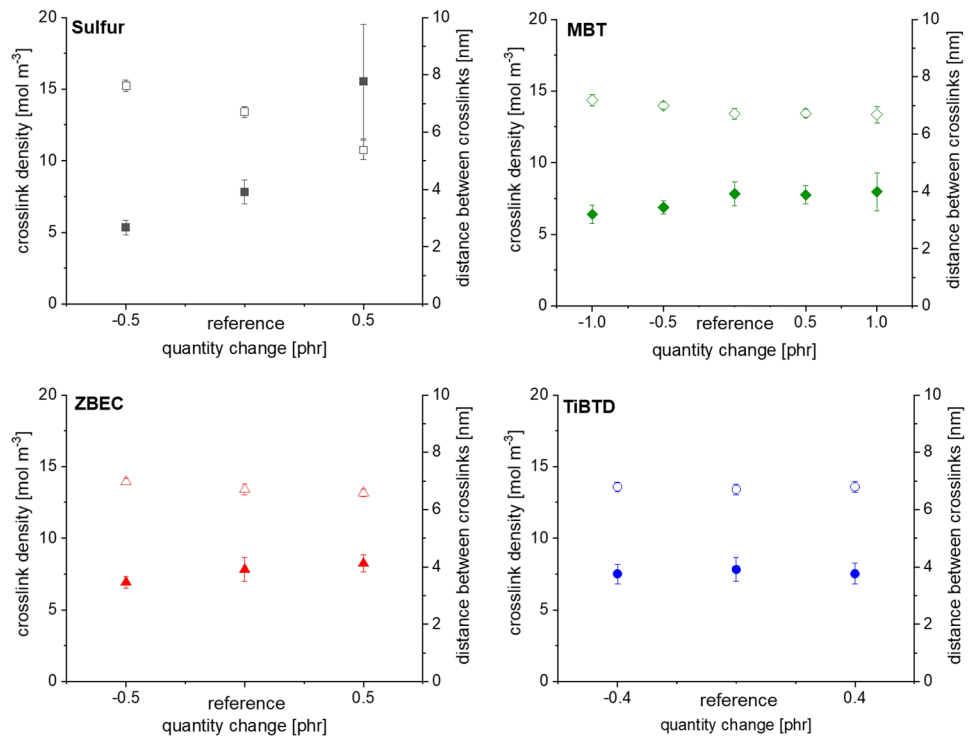 Sulfur
crosslink density [mol m-3]
20
15
10
5
0
-0.5 reference 0.5
quantity change [phr]
10
8
6
4
2
0
distance between crosslinks [nm]
MBT
crosslink density [mol m-3]
20
15
10
5
0
-1.0 -0.5 reference 0.5 1.0
quantity change [phr]
10
8
6
4
2
0
distance between crosslinks [nm]
ZBEC
crosslink density [mol m-3]
20
15
10
5
0
-0.5 reference 0.5
quantity change [phr]
10
8
6
4
2
0
distance between crosslinks [nm]
TiBTD
crosslink density [mol m-3]
20
15
10
5
0
-0.4 reference 0.4
quantity change [phr]
10
8
6
4
2
0
distance between crosslinks [nm]